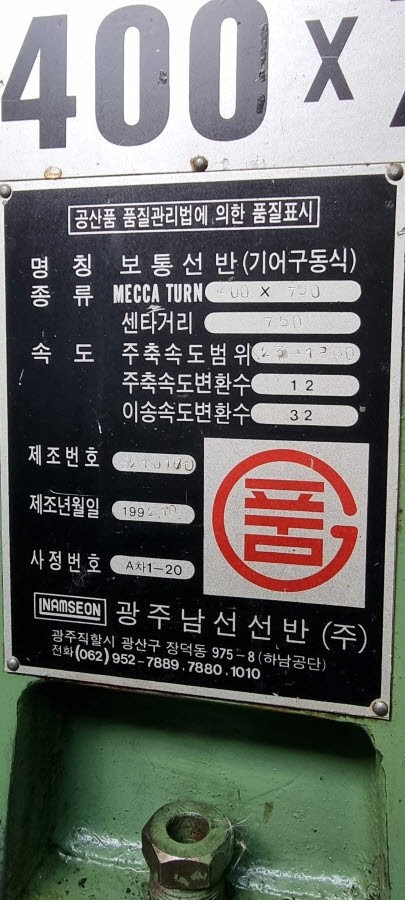 400 X
공산품 품질관리법에 의한 품질표시
명 칭 보통선반(기어구동식)
종 류 MECCA TURN 400 X 750
센타거리 750
속 도 주축속도범위
주축속도변환수 12
이송속도변환수 32
제조번호
제조년월일
사정번호 A차1-20
품
NAMSEON 광주남선선반 (주)
광주직할시 광산구 장덕동 975-8 (하남공단)
전화 (062) 952-7889.7880.1010